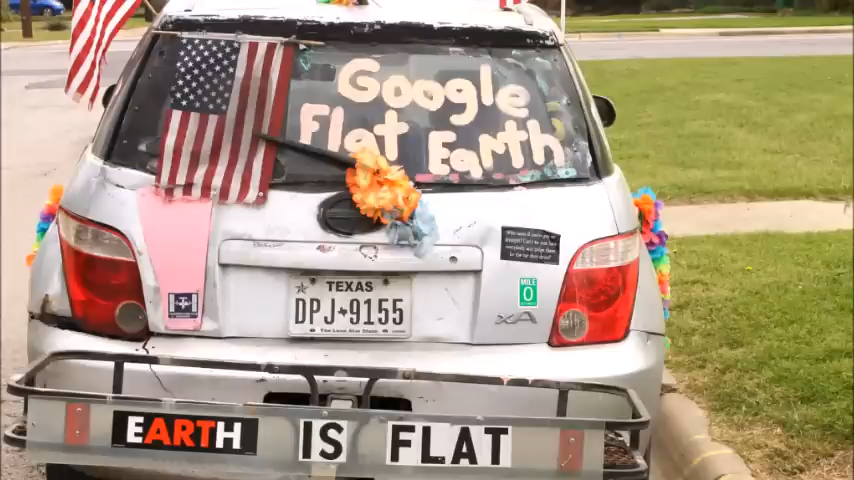 Google
Flat Earth
MILE
0
TEXAS
DPJ 9155
The Lone Star State
xA
EARTH IS FLAT